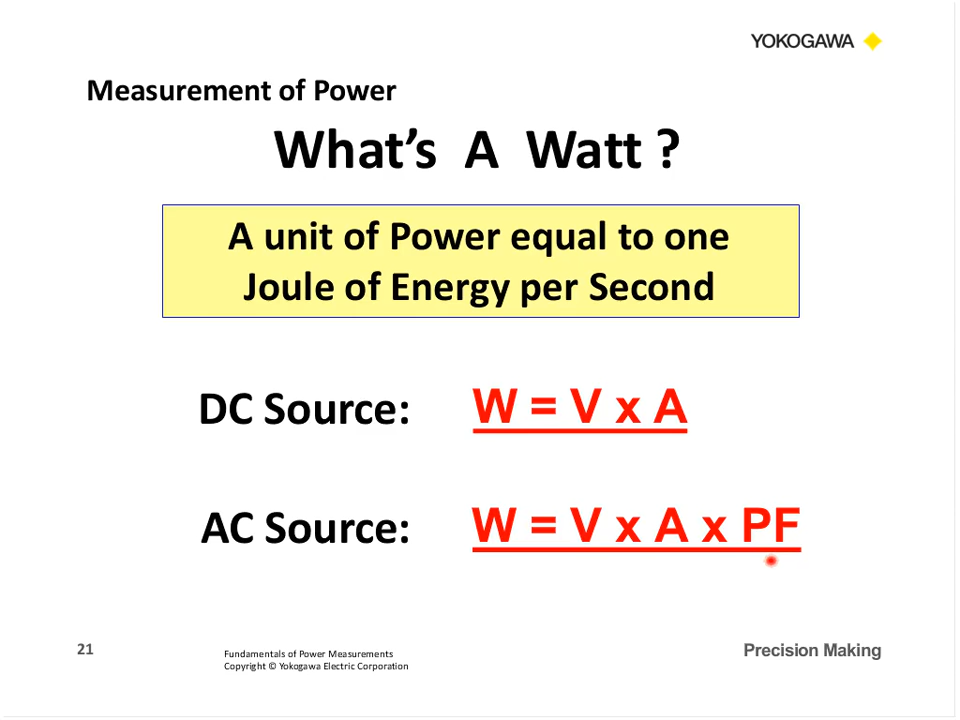 YOKOGAWA
Measurement of Power
What's A Watt ?
A unit of Power equal to one
Joule of Energy per Second
DC Source: W = V x A
AC Source: W = V x A x PF
21
Fundamentals of Power Measurements
Copyright © Yokogawa Electric Corporation
Precision Making